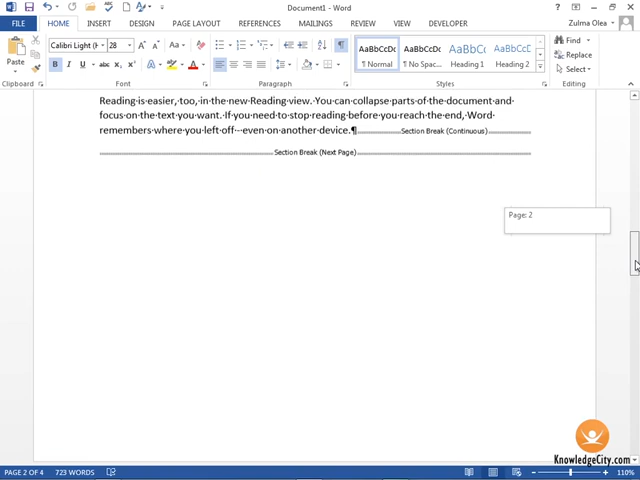 Document1 - Word
Zulma Olea
FILE HOME INSERT DESIGN PAGE LAYOUT REFERENCES MAILINGS REVIEW VIEW DEVELOPER
Paste
Calibri Light (H 28
AaBbCcDc AaBbCcDc AaBbCc AaBbCcD
¶ Normal ¶ No Spac... Heading 1 Heading 2
Find
Replace
Select
Clipboard Font Paragraph Styles Editing
Reading·is·easier,·too,·in·the·new·Reading·view.·You·can·collapse·parts·of·the·document·and·
focus·on·the·text·you·want.·If·you·need·to·stop·reading·before·you·reach·the·end,·Word·
remembers·where·you·left·off·-·even·on·another·device.¶ Section Break (Continuous)
Section Break (Next Page)
Page: 2
KnowledgeCity.com
PAGE 2 OF 4 723 WORDS 110%